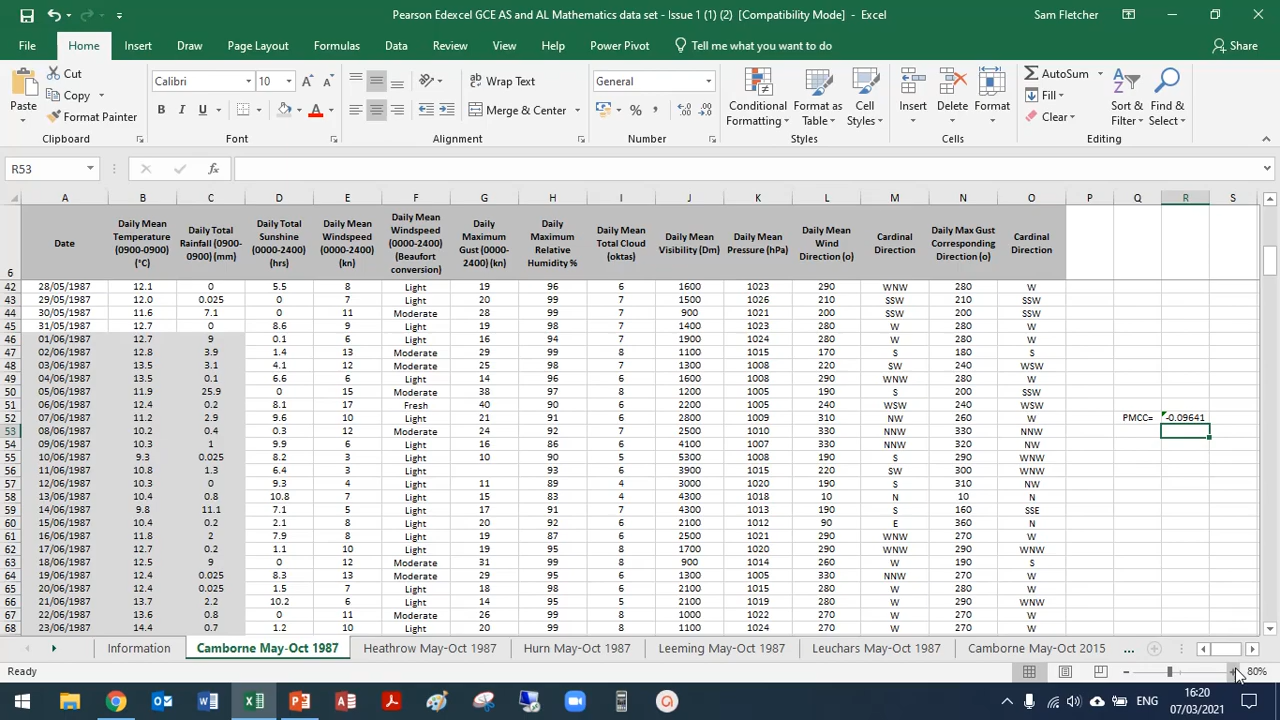 Pearson Edexcel GCE AS and AL Mathematics data set - Issue 1 (1) (2) [Compatibility Mode] - Excel
Sam Fletcher
File Home Insert Draw Page Layout Formulas Data Review View Help Power Pivot Tell me what you want to do Share
Paste Cut Copy Format Painter
Calibri 10 Wrap Text General
B I U Merge & Center
Conditional Formatting Format as Table Cell Styles Insert Delete Format
AutoSum Fill Clear Sort & Filter Find & Select
Clipboard Font Alignment Number Styles Cells Editing
R53 fx
A B C D E F G H I J K L M N O P Q R S
6 Date Daily Mean Temperature (0900-0900) (°C) Daily Total Rainfall (0900-0900) (mm) Daily Total Sunshine (0000-2400) (hrs) Daily Mean Windspeed (0000-2400) (kn) Daily Mean Windspeed (0000-2400) (Beaufort conversion) Daily Maximum Gust (0000-2400) (kn) Daily Maximum Relative Humidity % Daily Mean Total Cloud (oktas) Daily Mean Visibility (Dm) Daily Mean Pressure (hPa) Daily Mean Wind Direction (o) Cardinal Direction Daily Max Gust Corresponding Direction (o) Cardinal Direction
42 28/05/1987 12.1 0 5.5 8 Light 19 96 6 1600 1023 290 WNW 280 W
43 29/05/1987 12.0 0.025 1 7 Light 20 99 7 1500 1026 210 SSW 210 SSW
44 30/05/1987 11.6 7.1 0 11 Moderate 28 99 7 900 1021 200 SSW 200 SSW
45 31/05/1987 12.7 0 8.6 9 Light 19 98 7 1400 1023 280 W 280 W
46 01/06/1987 12.7 9 0.1 6 Light 16 94 7 1900 1024 280 W 280 W
47 02/06/1987 12.8 3.9 1.4 13 Moderate 29 99 8 1100 1015 170 S 180 S
48 03/06/1987 13.5 3.1 4.1 12 Moderate 25 98 7 1300 1008 220 SW 240 WSW
49 04/06/1987 13.5 0.1 6.6 6 Light 14 96 6 1600 1008 290 WNW 280 W
50 05/06/1987 11.9 25.9 0 15 Moderate 38 97 8 1200 1005 190 S 200 SSW
51 06/06/1987 12.4 0.2 8.1 17 Fresh 40 90 6 2200 1005 240 WSW 240 WSW
52 07/06/1987 11.2 2.9 9.6 10 Light 21 91 6 2800 1009 310 NW 260 W PMCC= -0.09641
53 08/06/1987 10.2 0.4 0.3 12 Moderate 24 92 7 2500 1010 330 NNW 330 NNW
54 09/06/1987 10.3 1 9.9 6 Light 16 86 6 4100 1007 330 NNW 320 NW
55 10/06/1987 9.3 0.025 8.2 3 Light 10 90 5 5300 1008 190 S 290 WNW
56 11/06/1987 10.8 1.3 6.4 3 Light 93 6 3900 1015 220 SW 300 WNW
57 12/06/1987 10.3 0 9.3 4 Light 11 89 4 3000 1020 190 S 310 NW
58 13/06/1987 10.4 0.8 10.8 7 Light 15 83 4 4300 1018 10 N 10 N
59 14/06/1987 9.8 11.1 7.1 5 Light 17 91 7 4300 1013 190 S 160 SSE
60 15/06/1987 10.4 0.2 2.1 8 Light 20 92 6 2100 1012 90 E 360 N
61 16/06/1987 11.8 2 7.9 8 Light 19 87 6 2500 1021 290 WNW 270 W
62 17/06/1987 12.7 0.2 1.1 10 Light 19 95 8 1700 1020 290 WNW 290 WNW
63 18/06/1987 12.5 9 0 13 Moderate 31 99 8 900 1014 260 W 190 S
64 19/06/1987 12.4 0.025 8.3 13 Moderate 29 95 6 1300 1005 330 NNW 270 W
65 20/06/1987 12.4 0.025 1.5 7 Light 18 98 8 2100 1015 280 W 270 W
66 21/06/1987 13.7 2.2 10.2 6 Light 14 95 5 2100 1019 280 W 290 WNW
67 22/06/1987 13.6 0.8 0 11 Moderate 26 99 8 1000 1022 270 W 270 W
68 23/06/1987 14.4 0.7 1.2 10 Light 20 99 8 1100 1024 270 W 270 W
Information Camborne May-Oct 1987 Heathrow May-Oct 1987 Hurn May-Oct 1987 Leeming May-Oct 1987 Leuchars May-Oct 1987 Camborne May-Oct 2015 ...
Ready 80%
ENG 16:20
07/03/2021